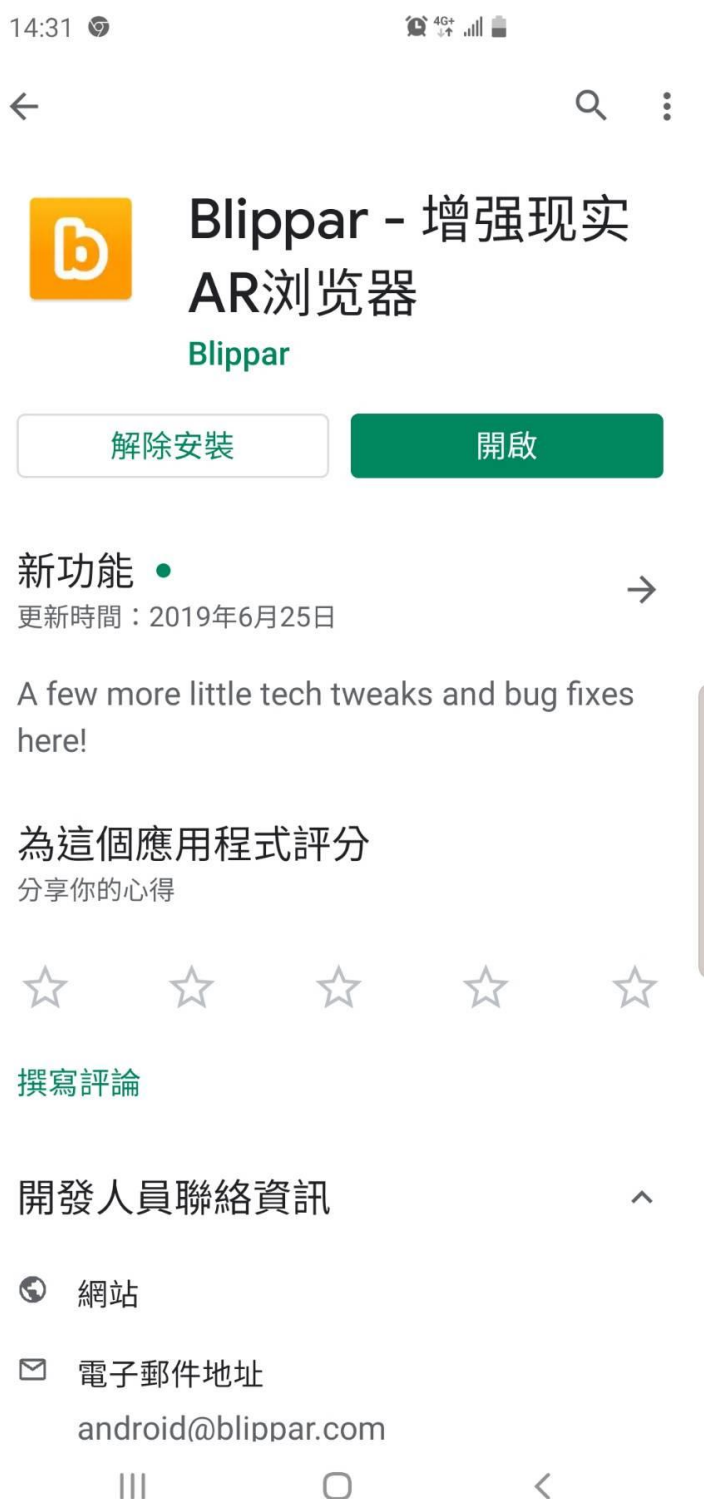 14:31
4G+
b
Blippar - 增强现实
AR浏览器
Blippar
解除安裝
開啟
新功能
更新時間：2019年6月25日
A few more little tech tweaks and bug fixes
here!
為這個應用程式評分
分享你的心得
撰寫評論
開發人員聯絡資訊
網站
電子郵件地址
android@blippar.com